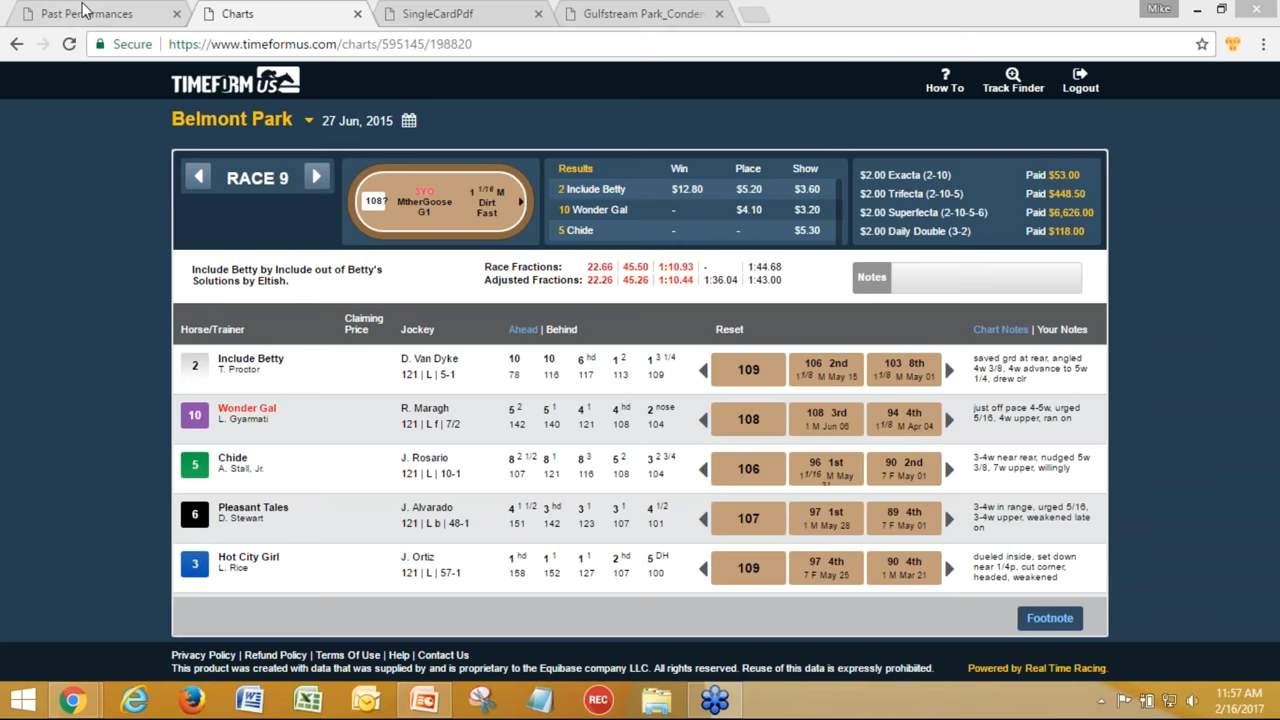 Past Performances
Charts
SingleCardPdf
Gulfstream Park_Conden
Mike
Secure
https://www.timeformus.com/charts/595145/198820
TIMEFORM US
How To
Track Finder
Logout
Belmont Park
27 Jun, 2015
RACE 9
108?
3YO
MtherGoose
G1
1 1/16 M
Dirt
Fast
Results Win Place Show
2 Include Betty $12.80 $5.20 $3.60
10 Wonder Gal - $4.10 $3.20
5 Chide - - $5.30
$2.00 Exacta (2-10) Paid $53.00
$2.00 Trifecta (2-10-5) Paid $448.50
$2.00 Superfecta (2-10-5-6) Paid $6,626.00
$2.00 Daily Double (3-2) Paid $118.00
Include Betty by Include out of Betty's
Solutions by Eltish.
Race Fractions: 22.66 45.50 1:10.93 - 1:44.68
Adjusted Fractions: 22.26 45.26 1:10.44 1:36.04 1:43.00
Notes
Horse/Trainer
Claiming
Price
Jockey
Ahead | Behind
Reset
Chart Notes | Your Notes
2
Include Betty
T. Proctor
D. Van Dyke
121 | L | 5-1
10 10 6 hd 1 2 1 3 1/4
78 116 117 113 109
109
106 2nd
1 1/8 M May 15
103 8th
1 1/8 M May 01
saved grd at rear, angled
4w 3/8, 4w advance to 5w
1/4, drew clr
10
Wonder Gal
L. Gyarmati
R. Maragh
121 | L f | 7/2
5 2 5 1 4 1 4 hd 2 nose
142 140 121 108 104
108
108 3rd
1 M Jun 06
94 4th
1 1/8 M Apr 04
just off pace 4-5w, urged
5/16, 4w upper, ran on
5
Chide
A. Stall, Jr.
J. Rosario
121 | L | 10-1
8 2 1/2 8 1 8 3 5 2 3 2 3/4
107 121 116 108 104
106
96 1st
1 1/16 M May
31
90 2nd
7 F May 01
3-4w near rear, nudged 5w
3/8, 7w upper, willingly
6
Pleasant Tales
D. Stewart
J. Alvarado
121 | L b | 48-1
4 1 1/2 3 hd 3 1 3 1 4 1/2
151 142 123 107 101
107
97 1st
1 M May 28
89 4th
7 F May 01
3-4w in range, urged 5/16,
3-4w upper, weakened late
on
3
Hot City Girl
L. Rice
J. Ortiz
121 | L | 57-1
1 hd 1 1 1 1 2 hd 5 DH
158 152 127 107 100
109
97 4th
7 F May 25
90 4th
1 M Mar 21
dueled inside, set down
near 1/4p, cut corner,
headed, weakened
Footnote
Privacy Policy | Refund Policy | Terms Of Use | Help | Contact Us
This product was created with data that was supplied by and is proprietary to the Equibase company LLC. All rights reserved. Reuse of this data is expressly prohibited.
Powered by Real Time Racing.
REC
11:57 AM
2/16/2017